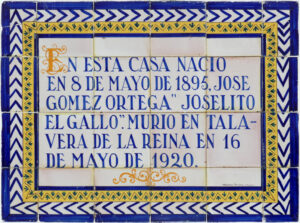 EN ESTA CASA NACIO
EN 8 DE MAYO DE 1895, JOSE
GOMEZ ORTEGA "JOSELITO
EL GALLO". MURIO EN TALA-
VERA DE LA REINA EN 16
DE MAYO DE 1920.